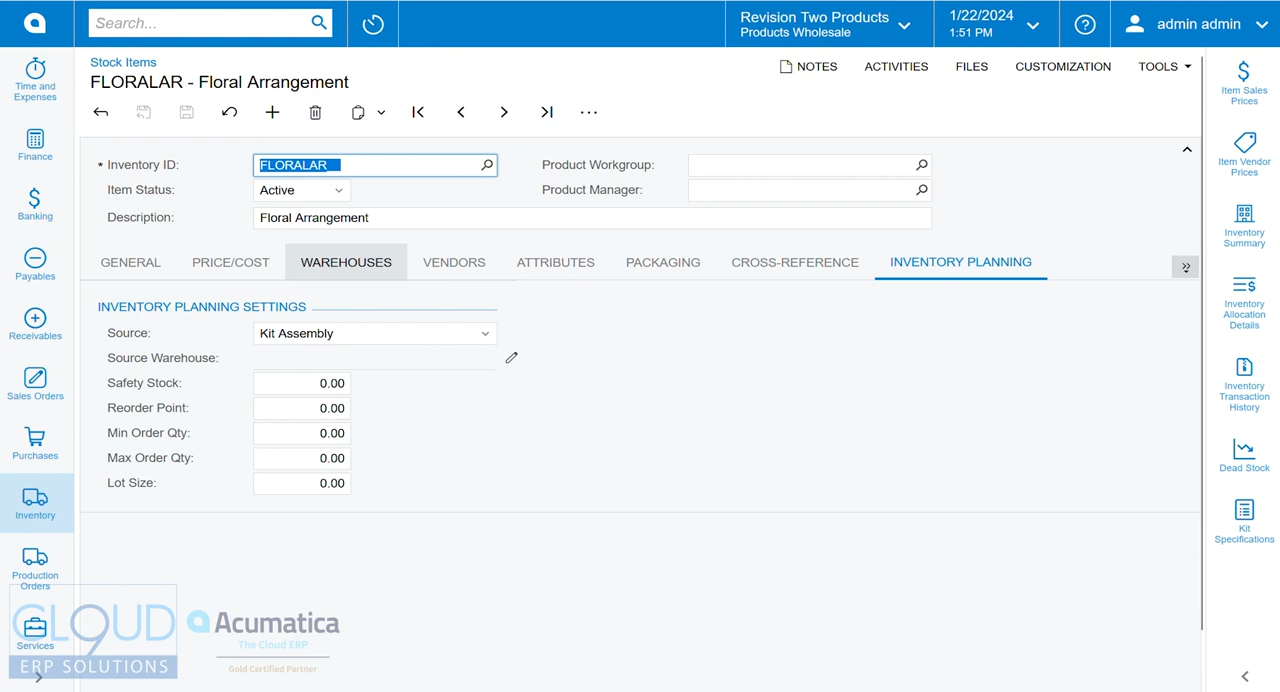 Search...
Revision Two Products
Products Wholesale
1/22/2024
1:51 PM
admin admin
Time and
Expenses
Finance
Banking
Payables
Receivables
Sales Orders
Purchases
Inventory
Production
Orders
Services
Stock Items
FLORALAR - Floral Arrangement
NOTES
ACTIVITIES
FILES
CUSTOMIZATION
TOOLS
* Inventory ID:
FLORALAR
Product Workgroup:
Item Status:
Active
Product Manager:
Description:
Floral Arrangement
GENERAL
PRICE/COST
WAREHOUSES
VENDORS
ATTRIBUTES
PACKAGING
CROSS-REFERENCE
INVENTORY PLANNING
INVENTORY PLANNING SETTINGS
Source:
Kit Assembly
Source Warehouse:
Safety Stock:
0.00
Reorder Point:
0.00
Min Order Qty:
0.00
Max Order Qty:
0.00
Lot Size:
0.00
Item Sales
Prices
Item Vendor
Prices
Inventory
Summary
Inventory
Allocation
Details
Inventory
Transaction
History
Dead Stock
Kit
Specifications
CLOUD
9
ERP SOLUTIONS
Acumatica
The Cloud ERP
Gold Certified Partner